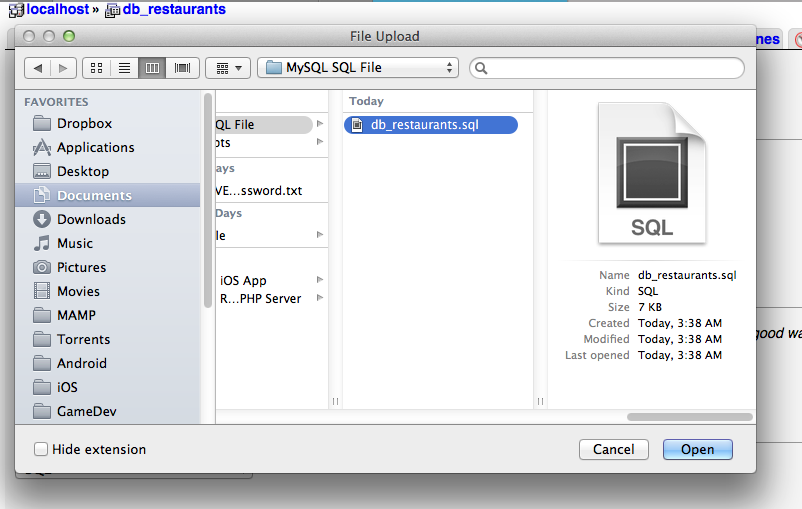 localhost » db_restaurants
File Upload
MySQL SQL File
nes
FAVORITES
Dropbox
Applications
Desktop
Documents
Downloads
Music
Pictures
Movies
MAMP
Torrents
Android
iOS
GameDev
QL File
pts
ays
VE...ssword.txt
Days
le
iOS App
R...PHP Server
Today
db_restaurants.sql
SQL
Name db_restaurants.sql
Kind SQL
Size 7 KB
Created Today, 3:38 AM
Modified Today, 3:38 AM
Last opened Today, 3:38 AM
good wa
Hide extension
Cancel
Open